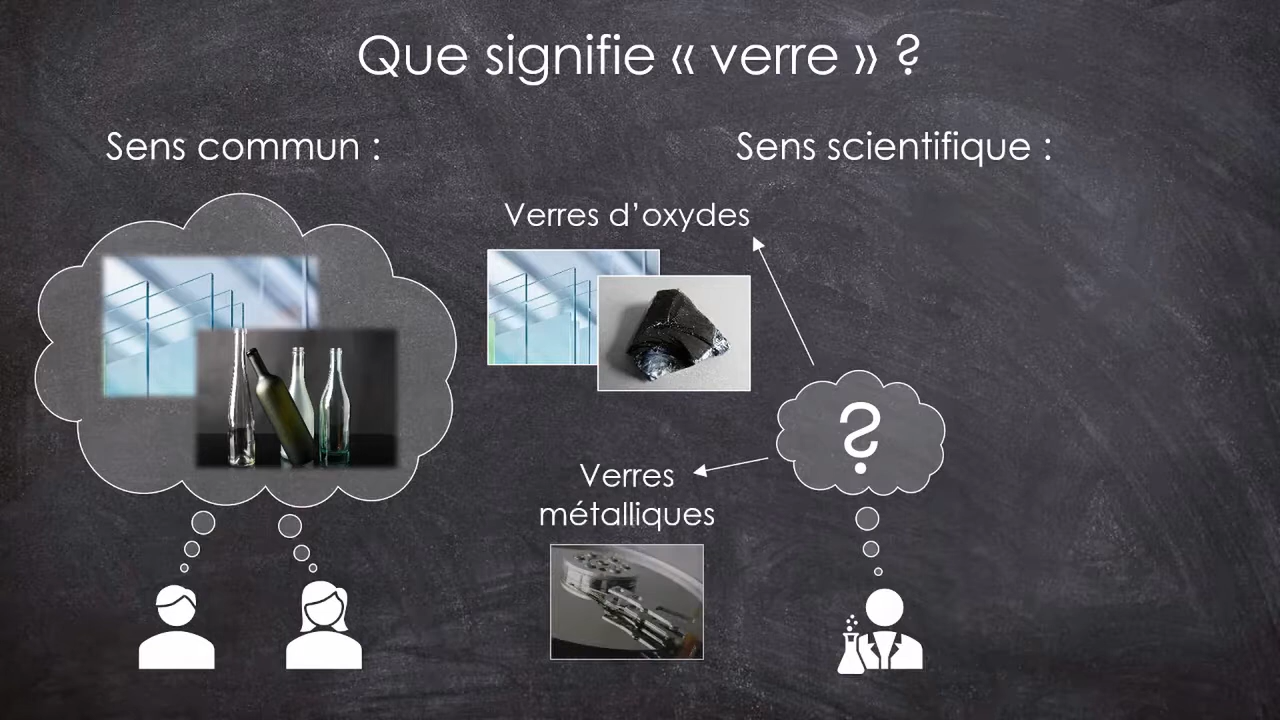 Que signifie « verre » ?
Sens commun :
Sens scientifique :
Verres d’oxydes
?
Verres
métalliques